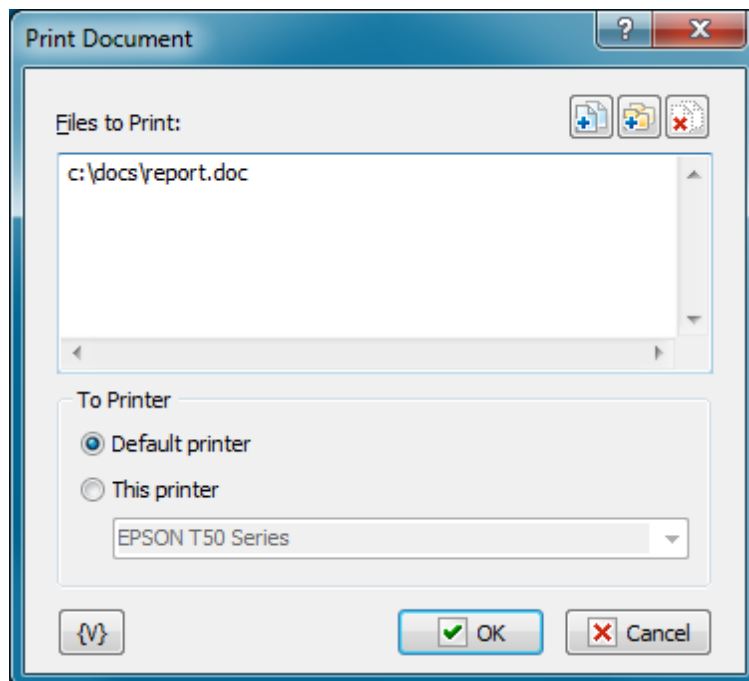 Print Document
?
Files to Print:
c:\docs\report.doc
To Printer
Default printer
This printer
EPSON T50 Series
{V}
OK
Cancel